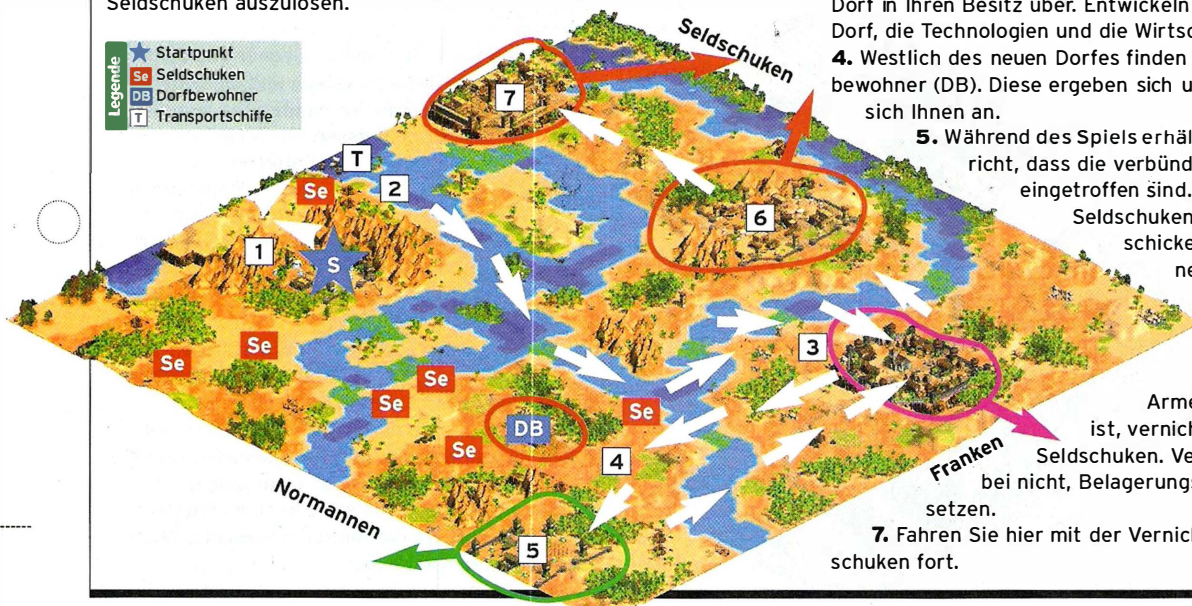 Seldschuken auszulösen.
Legende
Startpunkt
Se Seldschuken
DB Dorfbewohner
T Transportschiffe
Seldschuken
7
T
Se
2
6
1
S
3
Se
Se
Se
Se
Se
DB
Se
4
Franken
Normannen
5
Dorf in Ihren Besitz über. Entwickeln
Dorf, die Technologien und die Wirtsc
4. Westlich des neuen Dorfes finden
bewohner (DB). Diese ergeben sich u
sich Ihnen an.
5. Während des Spiels erhäl
richt, dass die verbünd
eingetroffen sind.
Seldschuken
schicke
ne
Arme
ist, vernich
Seldschuken. Ve
bei nicht, Belagerungs
setzen.
7. Fahren Sie hier mit der Vernich
schuken fort.